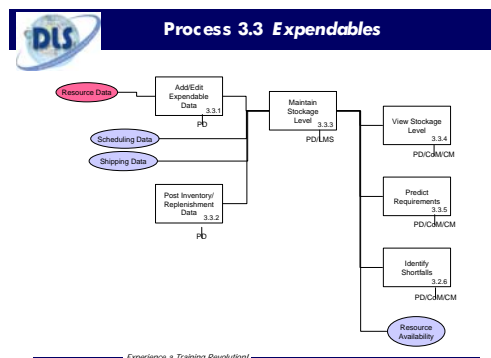 DLS
Process 3.3 Expendables
Resource Data
Add/Edit
Expendable
Data
3.3.1
PD
Maintain
Stockage
Level
3.3.3
PD/LMS
View Stockage
Level
3.3.4
PD/CoM/CM
Scheduling Data
Shipping Data
Post Inventory/
Replenishment
Data
3.3.2
PD
Predict
Requirements
3.3.5
PD/CoM/CM
Identify
Shortfalls
3.2.6
PD/CoM/CM
Resource
Availability
Experience a Training Revolution!